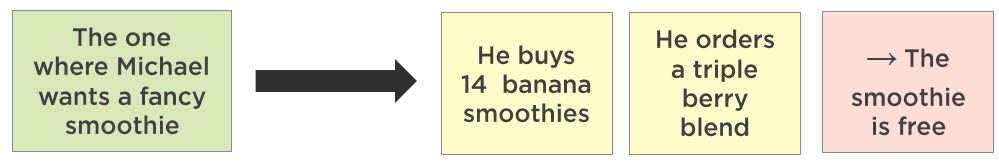 The one
where Michael
wants a fancy
smoothie
He buys
14 banana
smoothies
He orders
a triple
berry
blend
→ The
smoothie
is free